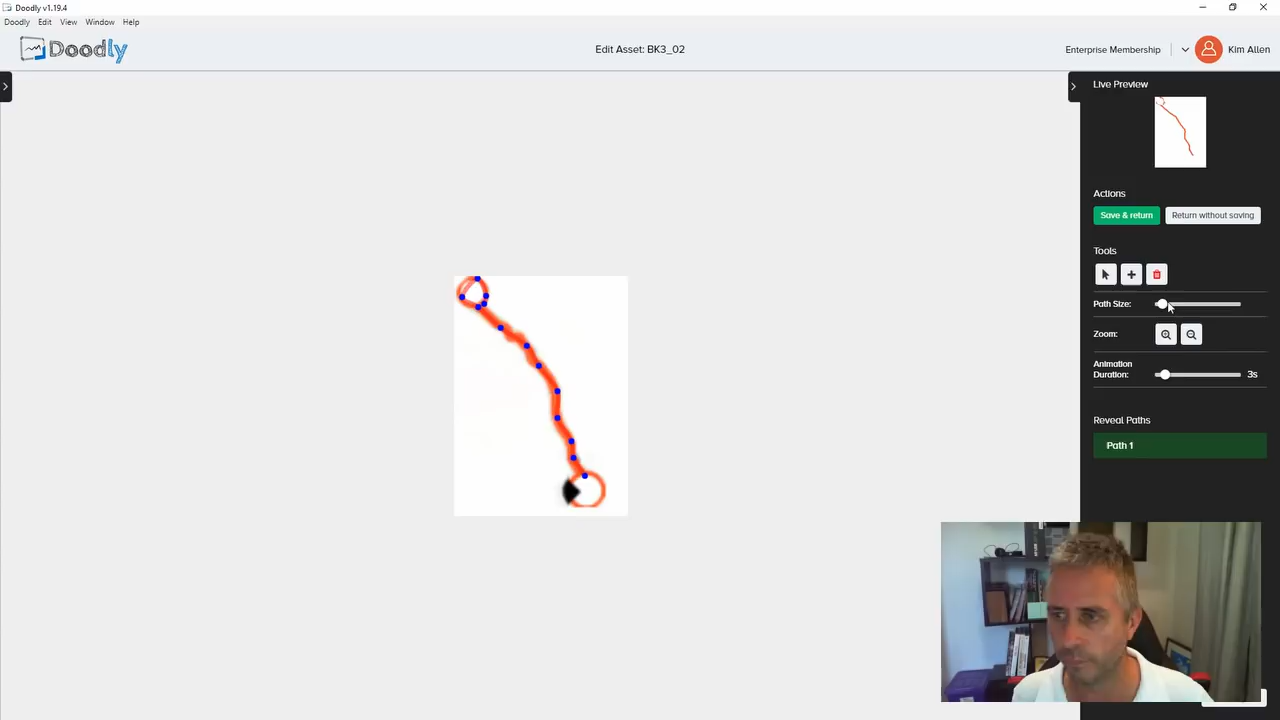 Doodly v1.19.4
Doodly Edit View Window Help
Doodly
Edit Asset: BK3_02
Enterprise Membership
Kim Allen
Live Preview
Actions
Save & return
Return without saving
Tools
Path Size:
Zoom:
Animation
Duration:
3s
Reveal Paths
Path 1